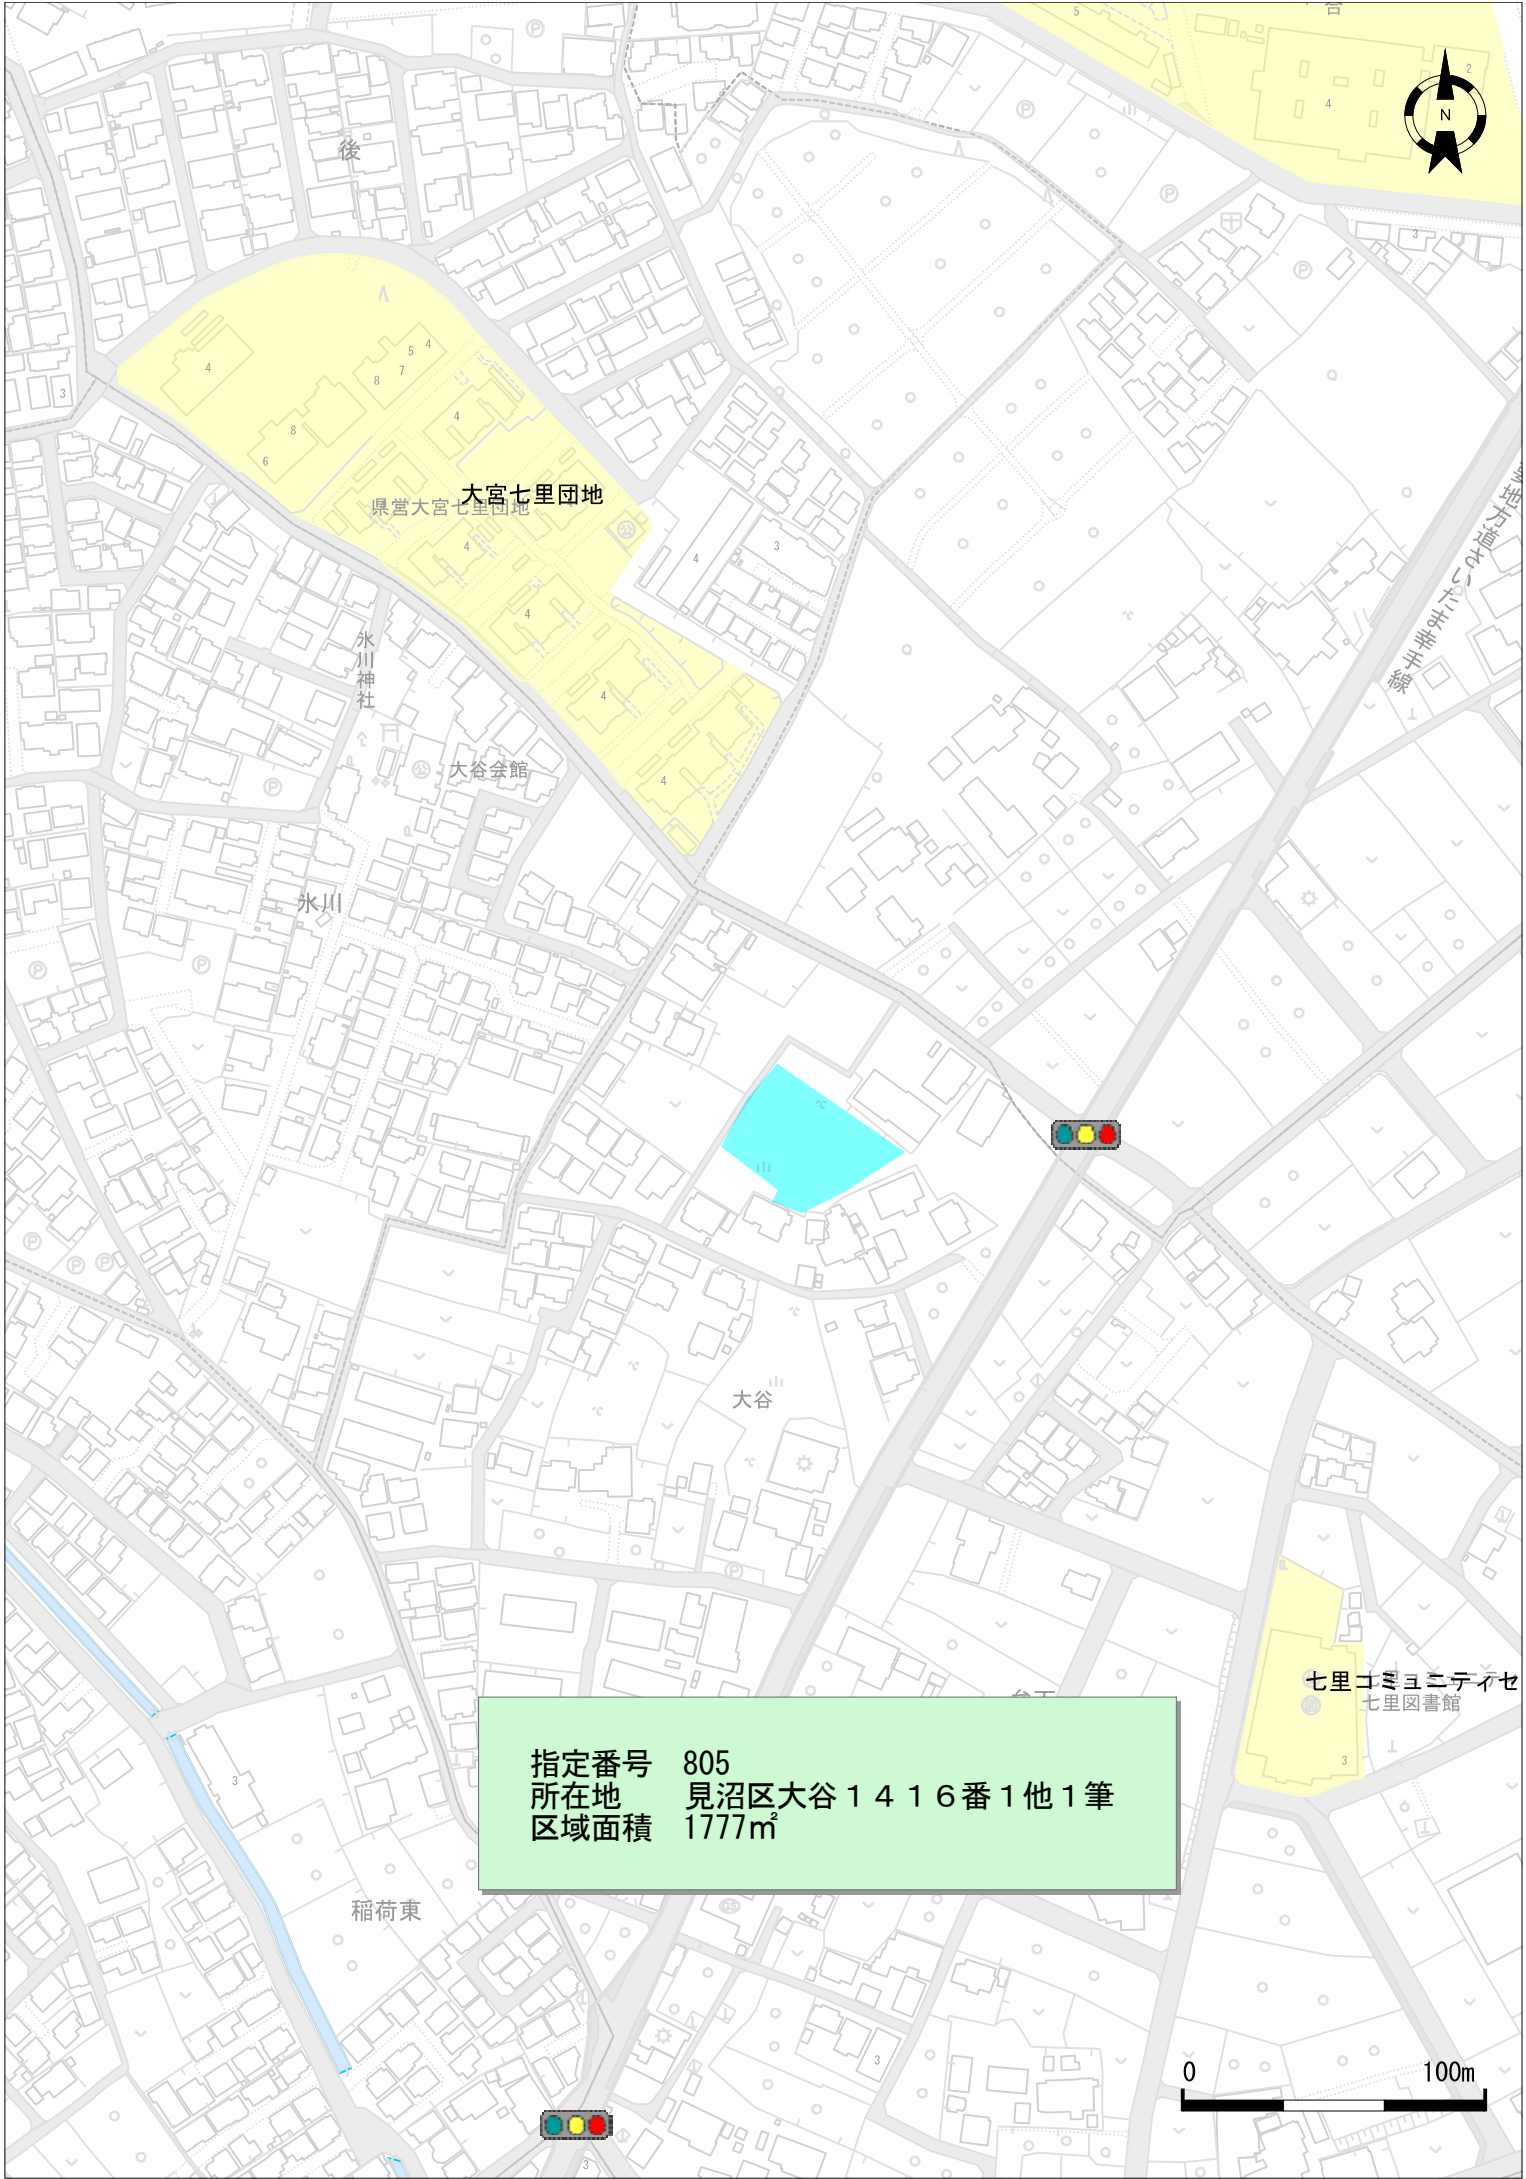 後
N
県営大宮七里団地
大宮七里団地
氷川神社
大谷会館
氷川
大谷
七里コミュニティセ
七里図書館
指定番号　805
所在地　　見沼区大谷１４１６番１他１筆
区域面積　1777㎡
稲荷東
0　100m